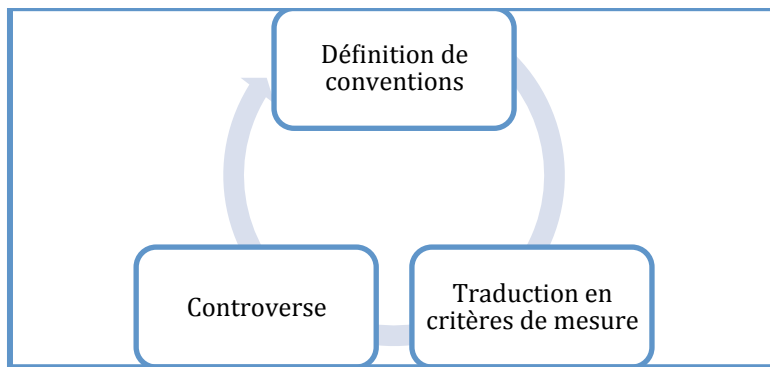 Définition de
conventions
Controverse
Traduction en
critères de mesure